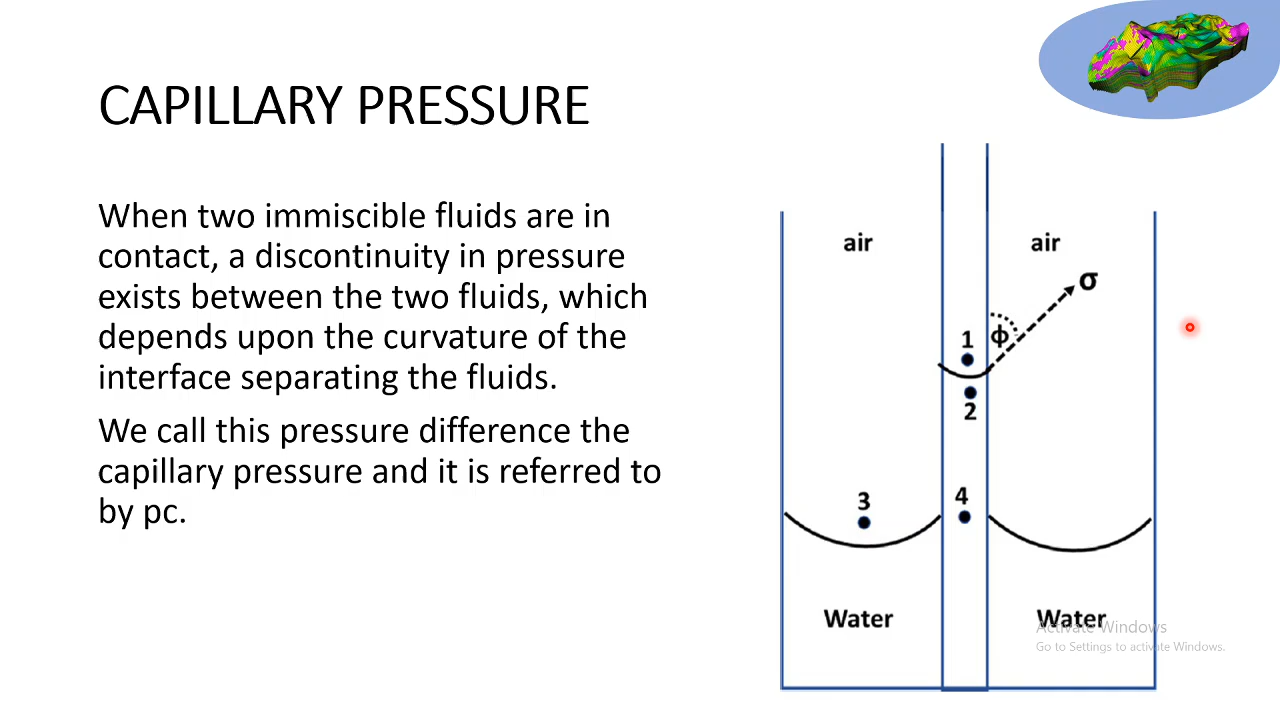 CAPILLARY PRESSURE
When two immiscible fluids are in
contact, a discontinuity in pressure
exists between the two fluids, which
depends upon the curvature of the
interface separating the fluids.
We call this pressure difference the
capillary pressure and it is referred to
by pc.
air
air
σ
1
ϕ
2
3
4
Water
Water
Activate Windows
Go to Settings to activate Windows.